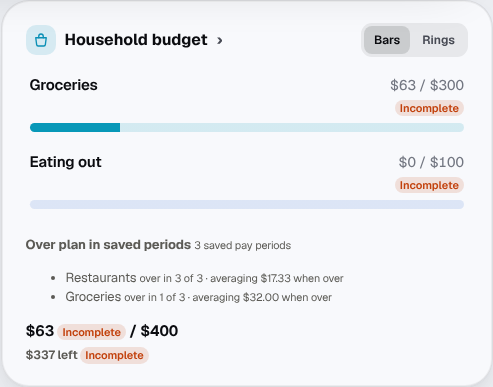 Household budget ›
Bars Rings
Groceries $63 / $300
Incomplete
Eating out $0 / $100
Incomplete
Over plan in saved periods 3 saved pay periods
• Restaurants over in 3 of 3 · averaging $17.33 when over
• Groceries over in 1 of 3 · averaging $32.00 when over
$63 Incomplete / $400
$337 left Incomplete